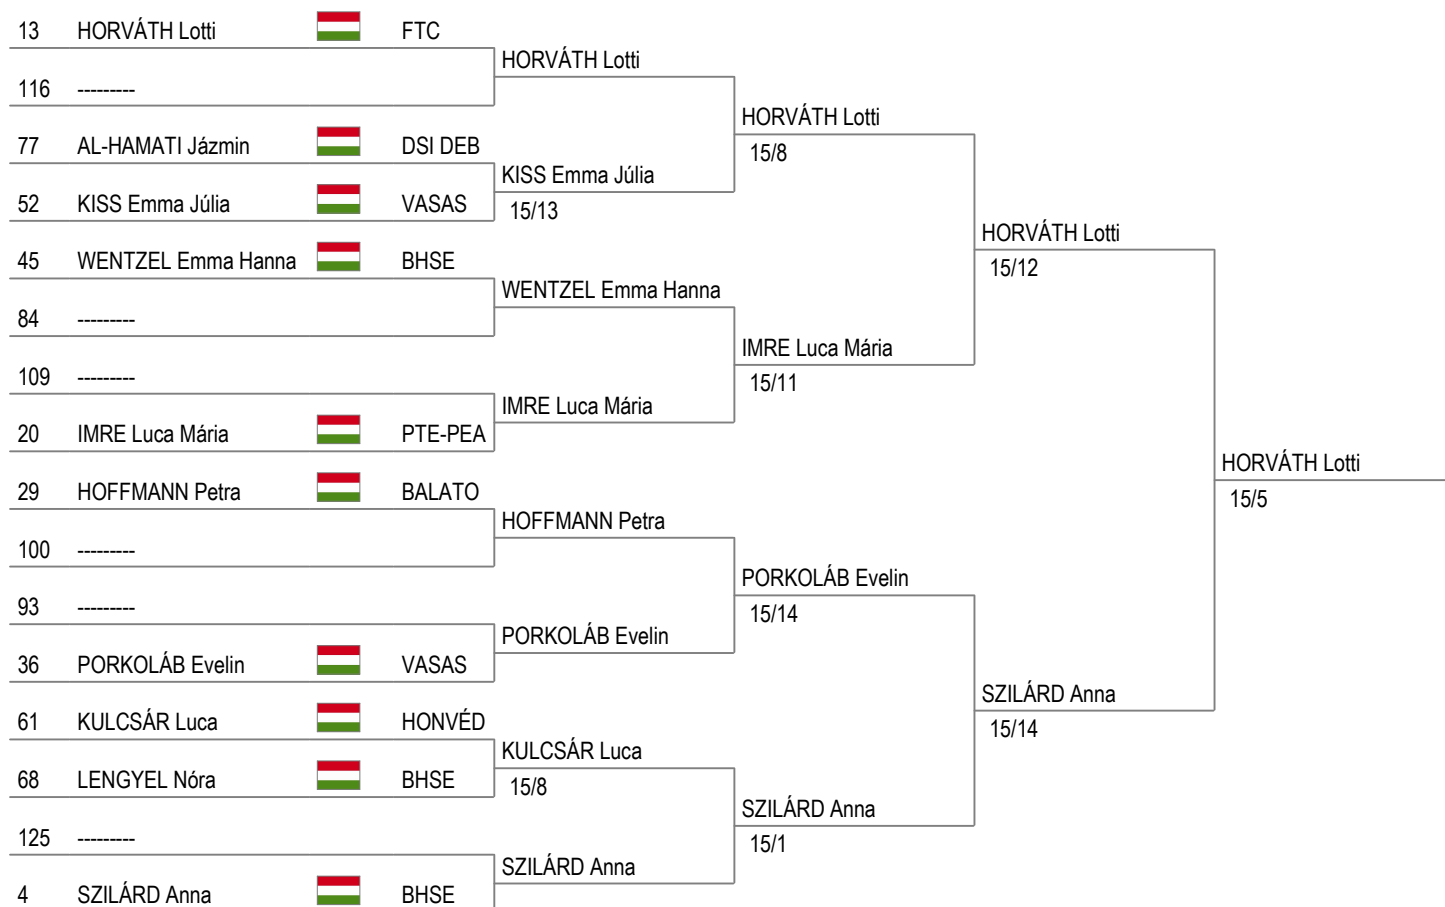 13 HORVÁTH Lotti FTC
HORVÁTH Lotti
116 ---------
HORVÁTH Lotti
77 AL-HAMATI Jázmin DSI DEB
15/8
KISS Emma Júlia
52 KISS Emma Júlia VASAS
15/13
HORVÁTH Lotti
45 WENTZEL Emma Hanna BHSE
15/12
WENTZEL Emma Hanna
84 ---------
IMRE Luca Mária
109 ---------
15/11
IMRE Luca Mária
20 IMRE Luca Mária PTE-PEA
HORVÁTH Lotti
29 HOFFMANN Petra BALATO
15/5
HOFFMANN Petra
100 ---------
PORKOLÁB Evelin
93 ---------
15/14
PORKOLÁB Evelin
36 PORKOLÁB Evelin VASAS
SZILÁRD Anna
61 KULCSÁR Luca HONVÉD
15/14
KULCSÁR Luca
68 LENGYEL Nóra BHSE
15/8
SZILÁRD Anna
125 ---------
15/1
SZILÁRD Anna
4 SZILÁRD Anna BHSE